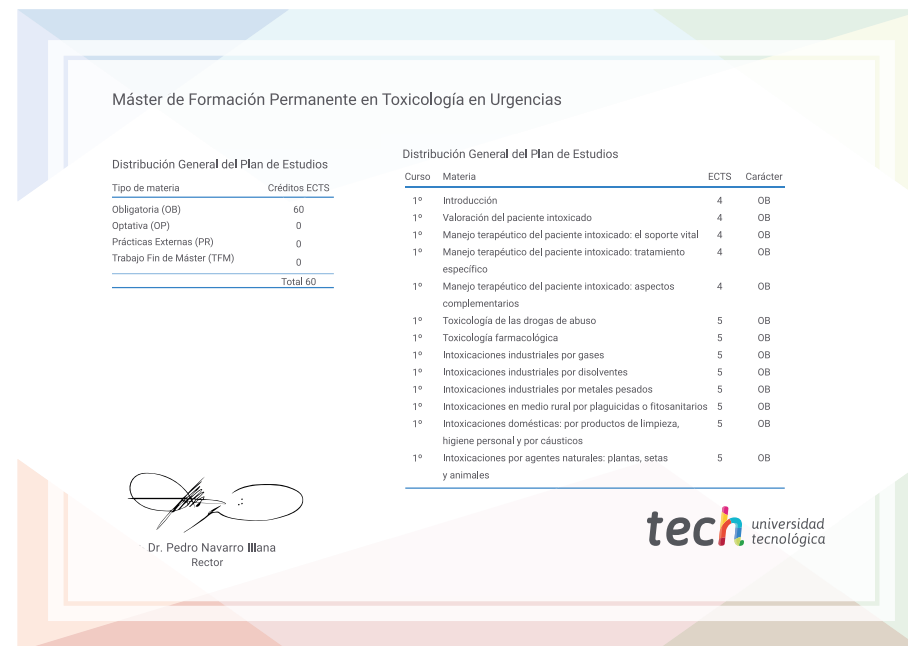 Máster de Formación Permanente en Toxicología en Urgencias
Distribución General del Plan de Estudios
Tipo de materia Créditos ECTS
Obligatoria (OB) 60
Optativa (OP) 0
Prácticas Externas (PR) 0
Trabajo Fin de Máster (TFM) 0
Total 60
Distribución General del Plan de Estudios
Curso Materia ECTS Carácter
1º Introducción 4 OB
1º Valoración del paciente intoxicado 4 OB
1º Manejo terapéutico del paciente intoxicado: el soporte vital 4 OB
1º Manejo terapéutico del paciente intoxicado: tratamiento 4 OB
específico
1º Manejo terapéutico del paciente intoxicado: aspectos 4 OB
complementarios
1º Toxicología de las drogas de abuso 5 OB
1º Toxicología farmacológica 5 OB
1º Intoxicaciones industriales por gases 5 OB
1º Intoxicaciones industriales por disolventes 5 OB
1º Intoxicaciones industriales por metales pesados 5 OB
1º Intoxicaciones en medio rural por plaguicidas o fitosanitarios 5 OB
1º Intoxicaciones domésticas: por productos de limpieza, 5 OB
higiene personal y por cáusticos
1º Intoxicaciones por agentes naturales: plantas, setas 5 OB
y animales
Dr. Pedro Navarro Illana
Rector
tech universidad
tecnológica